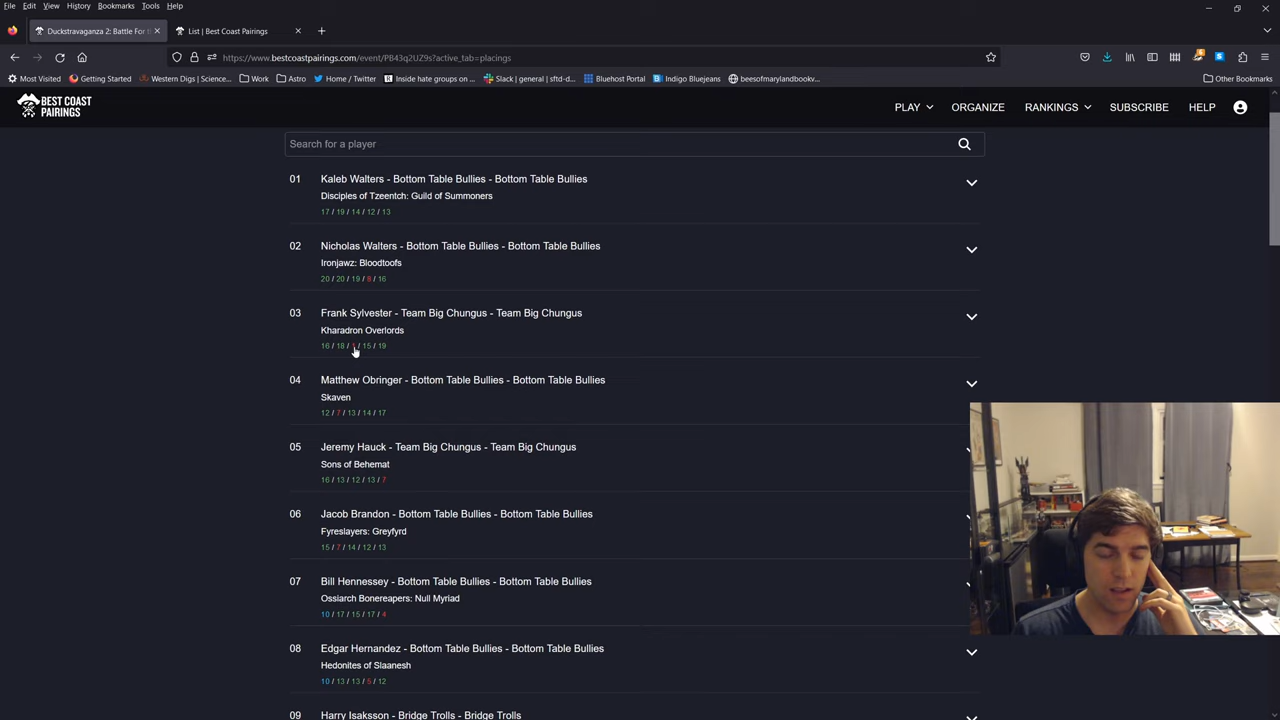 File Edit View History Bookmarks Tools Help
Duckstravaganza 2: Battle For t
List | Best Coast Pairings
https://www.bestcoastpairings.com/event/PB43q2UZ9s?active_tab=placings
Most Visited Getting Started Western Digs | Science... Work Astro Home / Twitter Inside hate groups on ... Slack | general | sftd-d... Bluehost Portal Indigo Bluejeans beesofmarylandbookv... Other Bookmarks
BEST COAST PAIRINGS
PLAY ORGANIZE RANKINGS SUBSCRIBE HELP
Search for a player
01 Kaleb Walters - Bottom Table Bullies - Bottom Table Bullies
Disciples of Tzeentch: Guild of Summoners
17 / 19 / 14 / 12 / 13
02 Nicholas Walters - Bottom Table Bullies - Bottom Table Bullies
Ironjawz: Bloodtoofs
20 / 20 / 19 / 8 / 16
03 Frank Sylvester - Team Big Chungus - Team Big Chungus
Kharadron Overlords
16 / 18 / / 15 / 19
04 Matthew Obringer - Bottom Table Bullies - Bottom Table Bullies
Skaven
12 / 7 / 13 / 14 / 17
05 Jeremy Hauck - Team Big Chungus - Team Big Chungus
Sons of Behemat
16 / 13 / 12 / 13 / 7
06 Jacob Brandon - Bottom Table Bullies - Bottom Table Bullies
Fyreslayers: Greyfyrd
15 / 7 / 14 / 12 / 13
07 Bill Hennessey - Bottom Table Bullies - Bottom Table Bullies
Ossiarch Bonereapers: Null Myriad
10 / 17 / 15 / 17 / 4
08 Edgar Hernandez - Bottom Table Bullies - Bottom Table Bullies
Hedonites of Slaanesh
10 / 13 / 13 / 5 / 12
09 Harry Isaksson - Bridge Trolls - Bridge Trolls